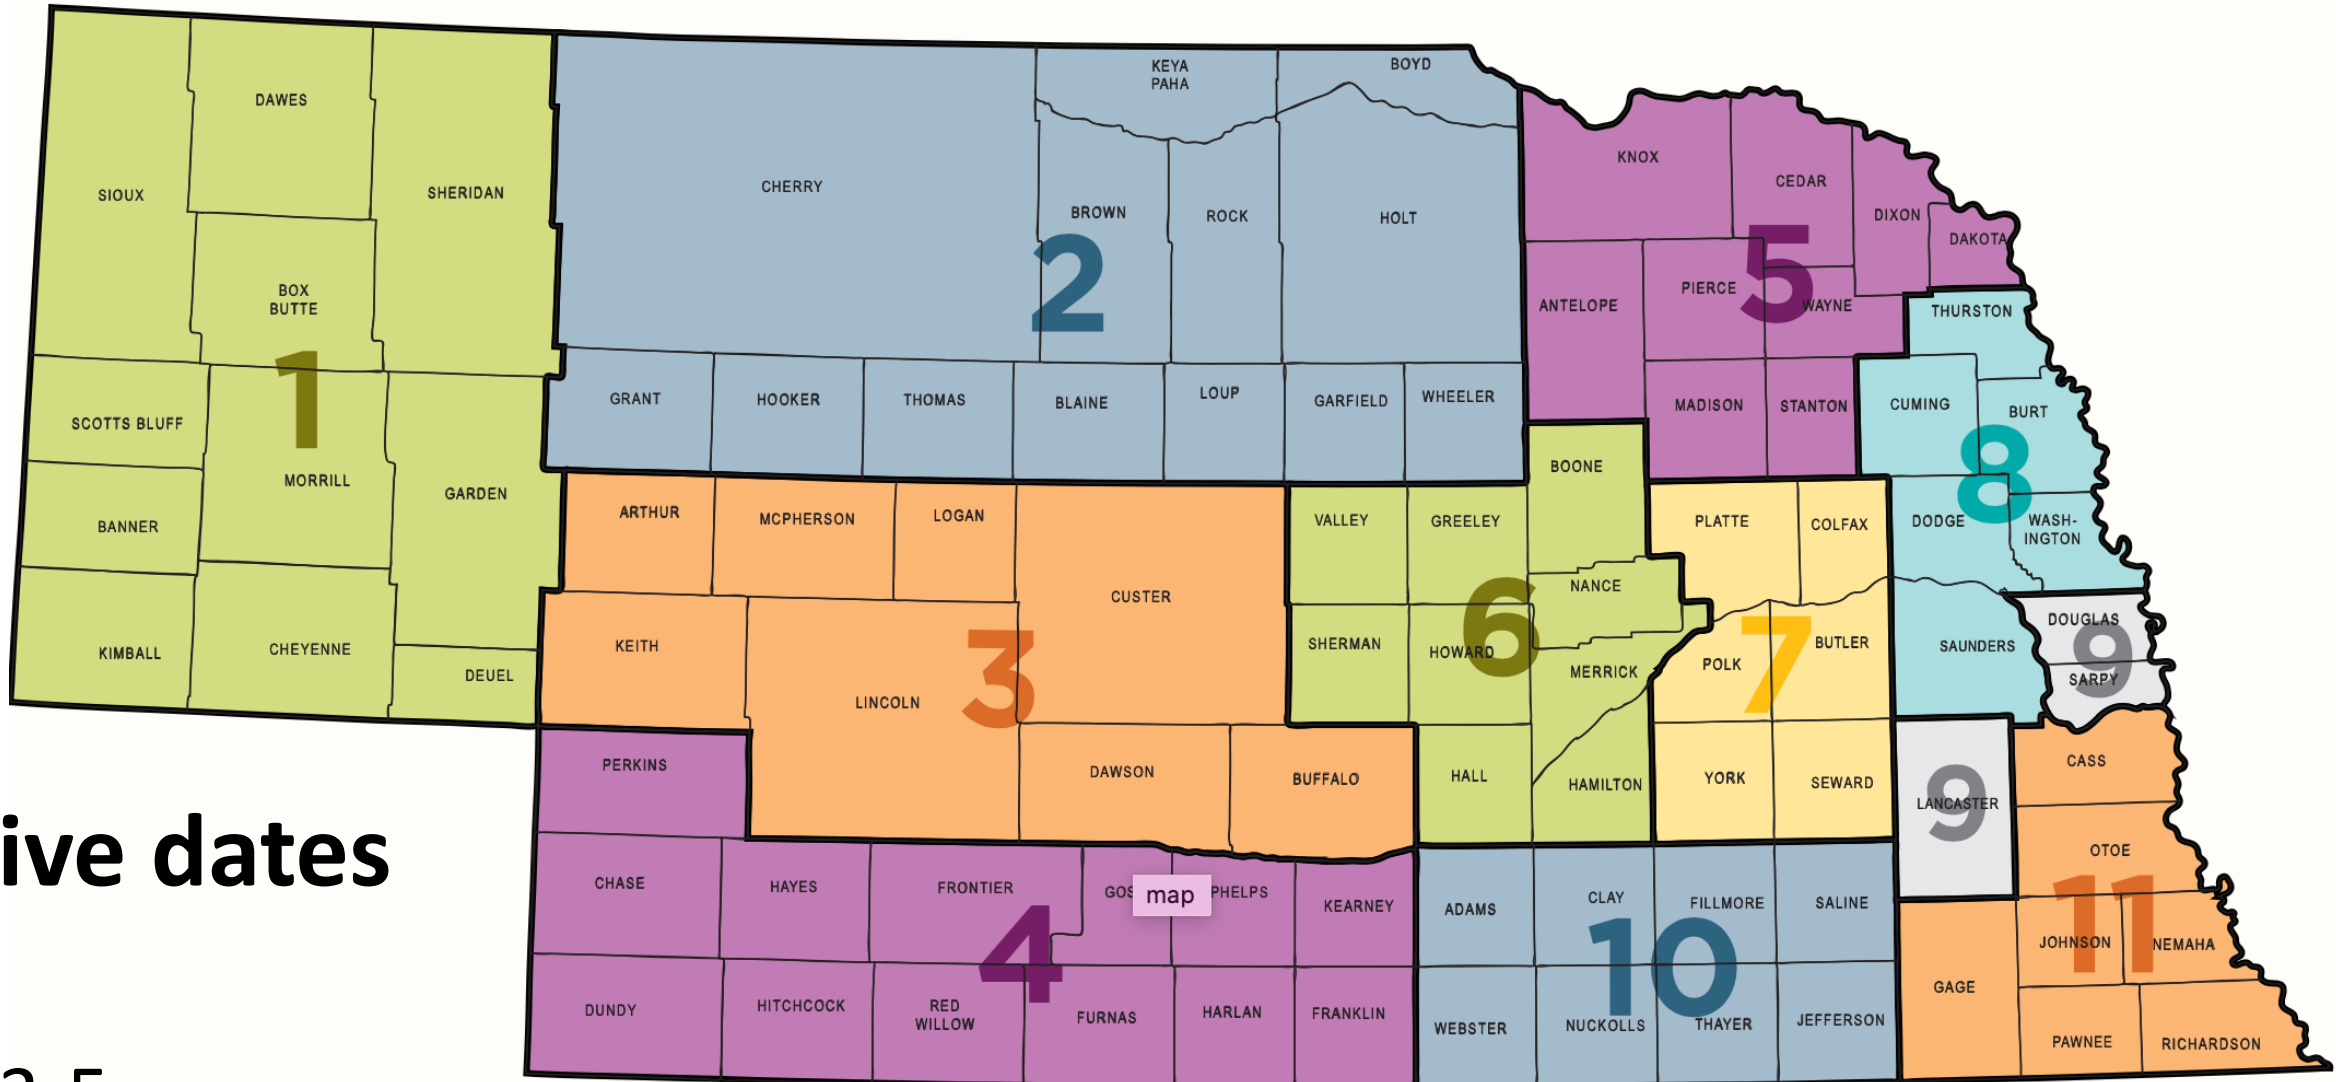 SIOUX
DAWES
SHERIDAN
BOX
BUTTE
SCOTTS BLUFF
1
MORRILL
GARDEN
BANNER
KIMBALL
CHEYENNE
DEUEL
CHERRY
KEYA
PAHA
BOYD
BROWN
ROCK
HOLT
2
GRANT
HOOKER
THOMAS
BLAINE
LOUP
GARFIELD
WHEELER
ARTHUR
MCPHERSON
LOGAN
CUSTER
KEITH
LINCOLN
3
DAWSON
BUFFALO
PERKINS
CHASE
HAYES
FRONTIER
GOS
map
PHELPS
KEARNEY
4
DUNDY
HITCHCOCK
RED
WILLOW
FURNAS
HARLAN
FRANKLIN
KNOX
CEDAR
DIXON
DAKOTA
ANTELOPE
PIERCE
5
WAYNE
MADISON
STANTON
BOONE
VALLEY
GREELEY
NANCE
SHERMAN
HOWARD
6
MERRICK
HALL
HAMILTON
PLATTE
COLFAX
POLK
7
BUTLER
YORK
SEWARD
THURSTON
CUMING
BURT
8
DODGE
WASH-
INGTON
SAUNDERS
DOUGLAS
9
SARPY
LANCASTER
9
ADAMS
CLAY
FILLMORE
SALINE
10
WEBSTER
NUCKOLLS
THAYER
JEFFERSON
CASS
OTOE
11
JOHNSON
NEMAHA
GAGE
PAWNEE
RICHARDSON
ive dates